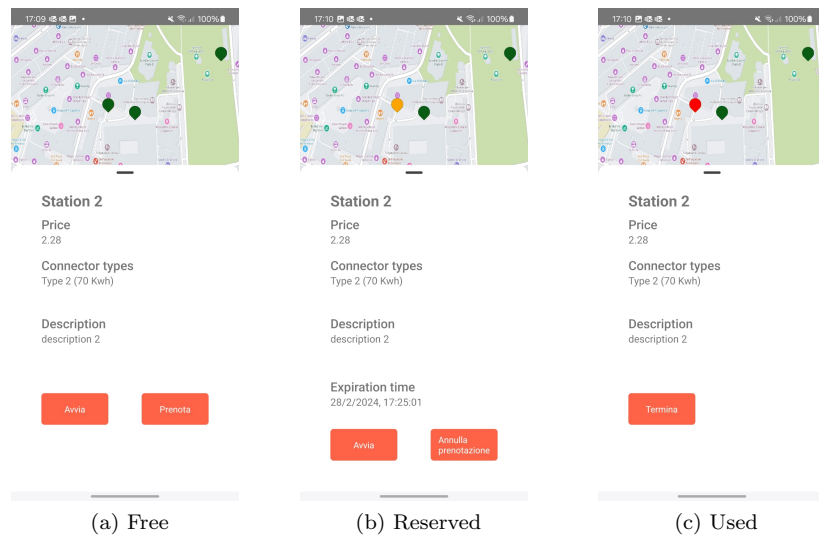 17:09
100%
Station 2
Price
2.28
Connector types
Type 2 (70 Kwh)
Description
description 2
Avvia
Prenota
(a) Free
17:10
100%
Station 2
Price
2.28
Connector types
Type 2 (70 Kwh)
Description
description 2
Expiration time
28/2/2024, 17:25:01
Avvia
Annulla
prenotazione
(b) Reserved
17:10
100%
Station 2
Price
2.28
Connector types
Type 2 (70 Kwh)
Description
description 2
Termina
(c) Used